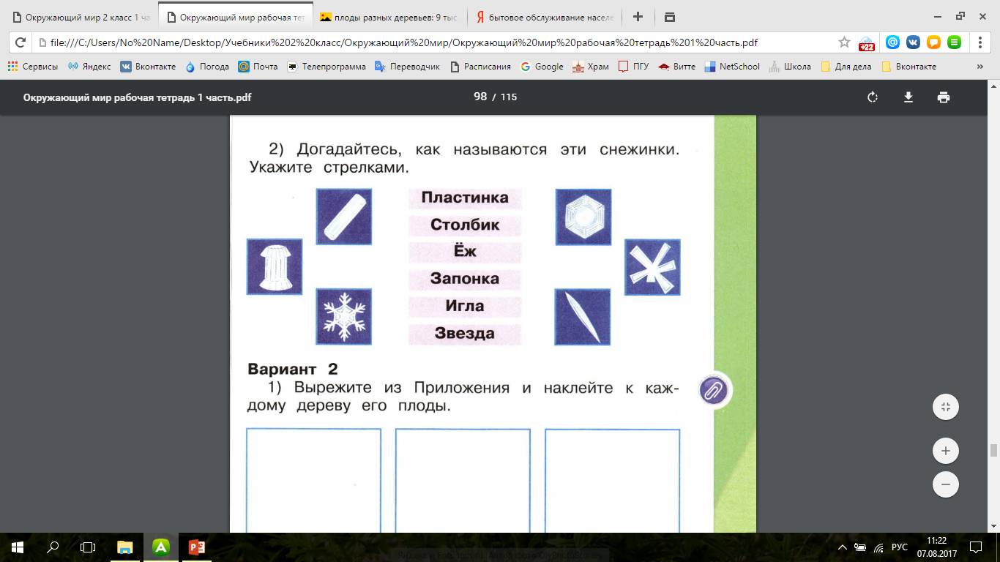 Окружающий мир 2 класс 1 ча
Окружающий мир рабочая тет
плоды разных деревьев: 9 тыс
бытовое обслуживание населе
file:///C:/Users/No%20Name/Desktop/Учебники%202%20класс/Окружающий%20мир/Окружающий%20мир%20рабочая%20тетрадь%201%20часть.pdf
+22
Сервисы Яндекс Вконтакте Погода Почта Телепрограмма Переводчик Расписания Google Храм ПГУ Витте NetSchool Школа Для дела Вконтакте »
Окружающий мир рабочая тетрадь 1 часть.pdf
98 / 115
2) Догадайтесь, как называются эти снежинки.
Укажите стрелками.
Пластинка
Столбик
Ёж
Запонка
Игла
Звезда
Вариант 2
1) Вырежите из Приложения и наклейте к каж-
дому дереву его плоды.
РУС
11:22
07.08.2017